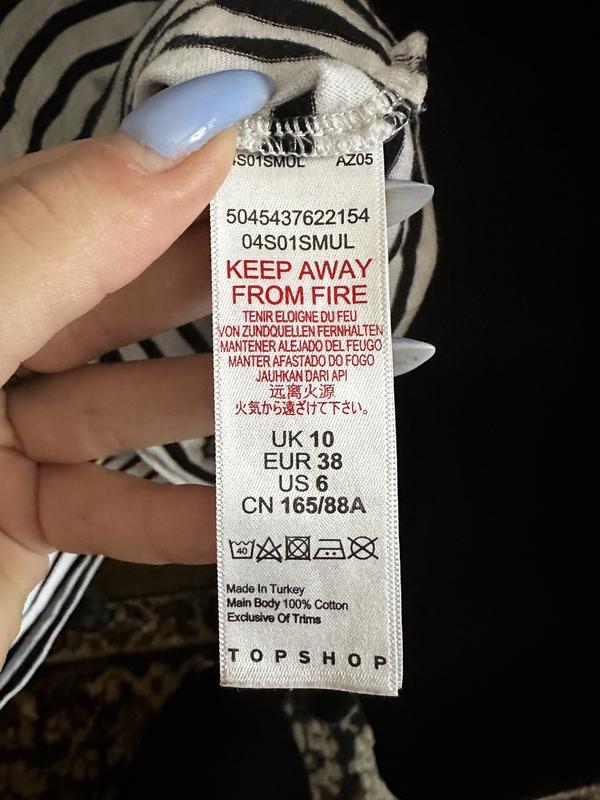 4S01SMUL AZ05
5045437622154
04S01SMUL
KEEP AWAY
FROM FIRE
TENIR ELOIGNE DU FEU
VON ZUNDQUELLEN FERNHALTEN
MANTENER ALEJADO DEL FEUGO
MANTER AFASTADO DO FOGO
JAUHKAN DARI API
远离火源
火気から遠ざけて下さい。
UK 10
EUR 38
US 6
CN 165/88A
40
Made In Turkey
Main Body 100% Cotton
Exclusive Of Trims
TOPSHOP